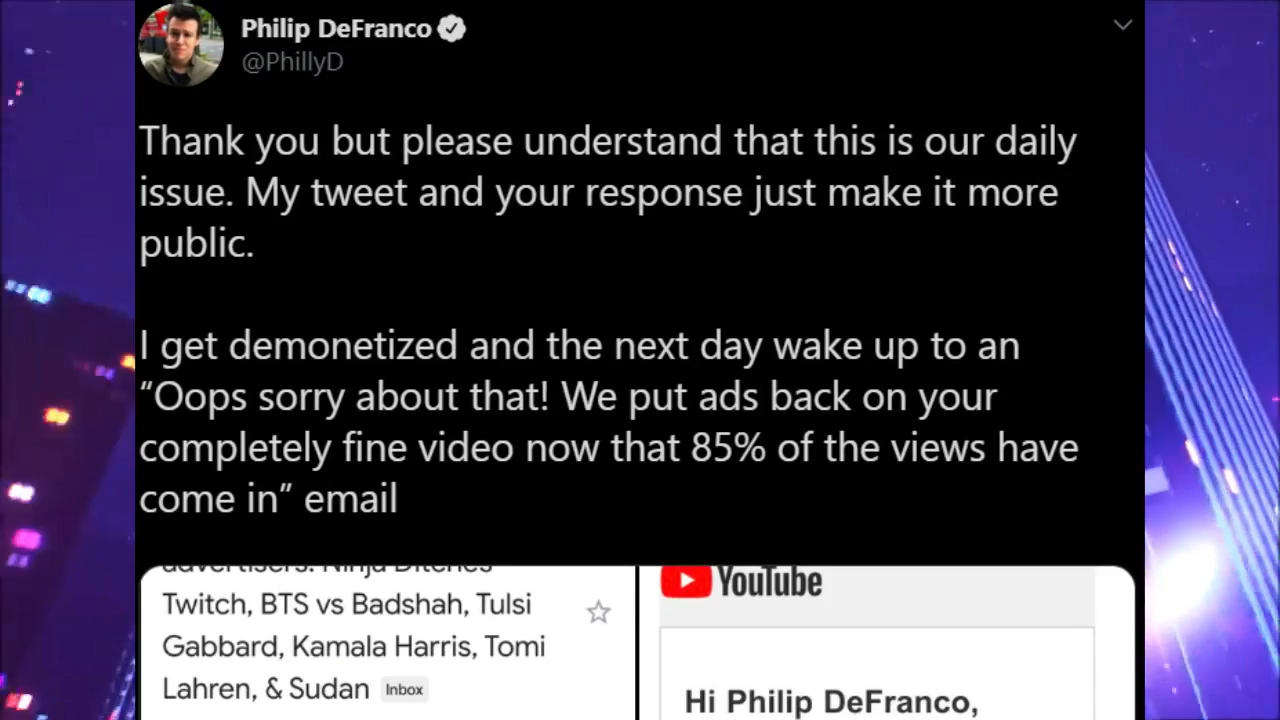 Philip DeFranco
@PhillyD
Thank you but please understand that this is our daily
issue. My tweet and your response just make it more
public.
I get demonetized and the next day wake up to an
“Oops sorry about that! We put ads back on your
completely fine video now that 85% of the views have
come in” email
advertisers. Ninja Ditches
Twitch, BTS vs Badshah, Tulsi
Gabbard, Kamala Harris, Tomi
Lahren, & Sudan Inbox
YouTube
Hi Philip DeFranco,